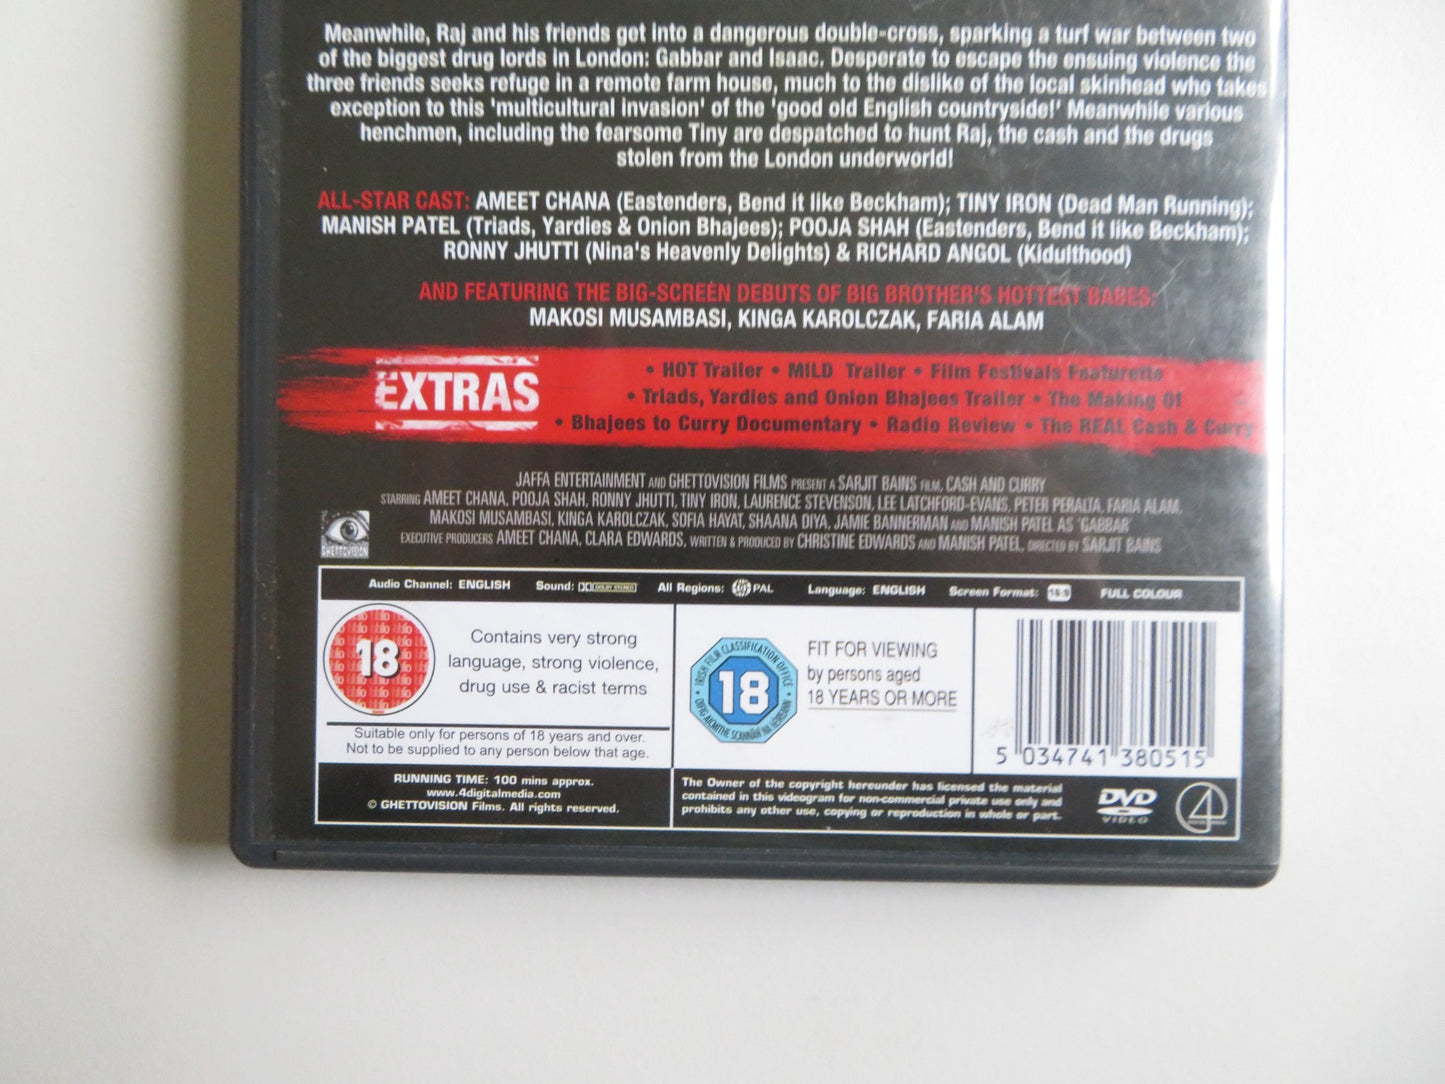 Meanwhile, Raj and his friends get into a dangerous double-cross, sparking a turf war between two
of the biggest drug lords in London: Gabbar and Isaac. Desperate to escape the ensuing violence the
three friends seeks refuge in a remote farm house, much to the dislike of the local skinhead who takes
exception to this 'multicultural invasion' of the 'good old English countryside!' Meanwhile various
henchmen, including the fearsome Tiny are despatched to hunt Raj, the cash and the drugs
stolen from the London underworld!
ALL-STAR CAST: AMEET CHANA (Eastenders, Bend it like Beckham); TINY IRON (Dead Man Running);
MANISH PATEL (Triads, Yardies & Onion Bhajees); POOJA SHAH (Eastenders, Bend it like Beckham);
RONNY JHUTTI (Nina's Heavenly Delights) & RICHARD ANGOL (Kidulthood)
AND FEATURING THE BIG-SCREEN DEBUTS OF BIG BROTHER'S HOTTEST BABES:
MAKOSI MUSAMBASI, KINGA KAROLCZAK, FARIA ALAM
EXTRAS
• HOT Trailer • MILD Trailer • Film Festivals Featurette
• Triads, Yardies and Onion Bhajees Trailer • The Making Of
• Bhajees to Curry Documentary • Radio Review • The REAL Cash & Curry
JAFFA ENTERTAINMENT AND GHETTOVISION FILMS PRESENT A SARJIT BAINS FILM, CASH AND CURRY
STARRING AMEET CHANA, POOJA SHAH, RONNY JHUTTI, TINY IRON, LAURENCE STEVENSON, LEE LATCHFORD-EVANS, PETER PERALTA, FARIA ALAM,
MAKOSI MUSAMBASI, KINGA KAROLCZAK, SOFIA HAYAT, SHAANA DIYA, JAMIE BANNERMAN AND MANISH PATEL AS 'GABBAR'
EXECUTIVE PRODUCERS AMEET CHANA, CLARA EDWARDS, WRITTEN & PRODUCED BY CHRISTINE EDWARDS AND MANISH PATEL, DIRECTED BY SARJIT BAINS
GHETTOVISION
Audio Channel: ENGLISH Sound: DOLBY STEREO All Regions: PAL Language: ENGLISH Screen Format: 16:9 FULL COLOUR
18
Contains very strong
language, strong violence,
drug use & racist terms
Suitable only for persons of 18 years and over.
Not to be supplied to any person below that age.
IRISH FILM CLASSIFICATION OFFICE
18
OIFIG AICMITHE SCANNÁN NA HÉIREANN
FIT FOR VIEWING
by persons aged
18 YEARS OR MORE
5 034741 380515
RUNNING TIME: 100 mins approx.
www.4digitalmedia.com
© GHETTOVISION Films. All rights reserved.
The Owner of the copyright hereunder has licensed the material
contained in this videogram for non-commercial private use only and
prohibits any other use, copying or reproduction in whole or part.
DVD
VIDEO
4